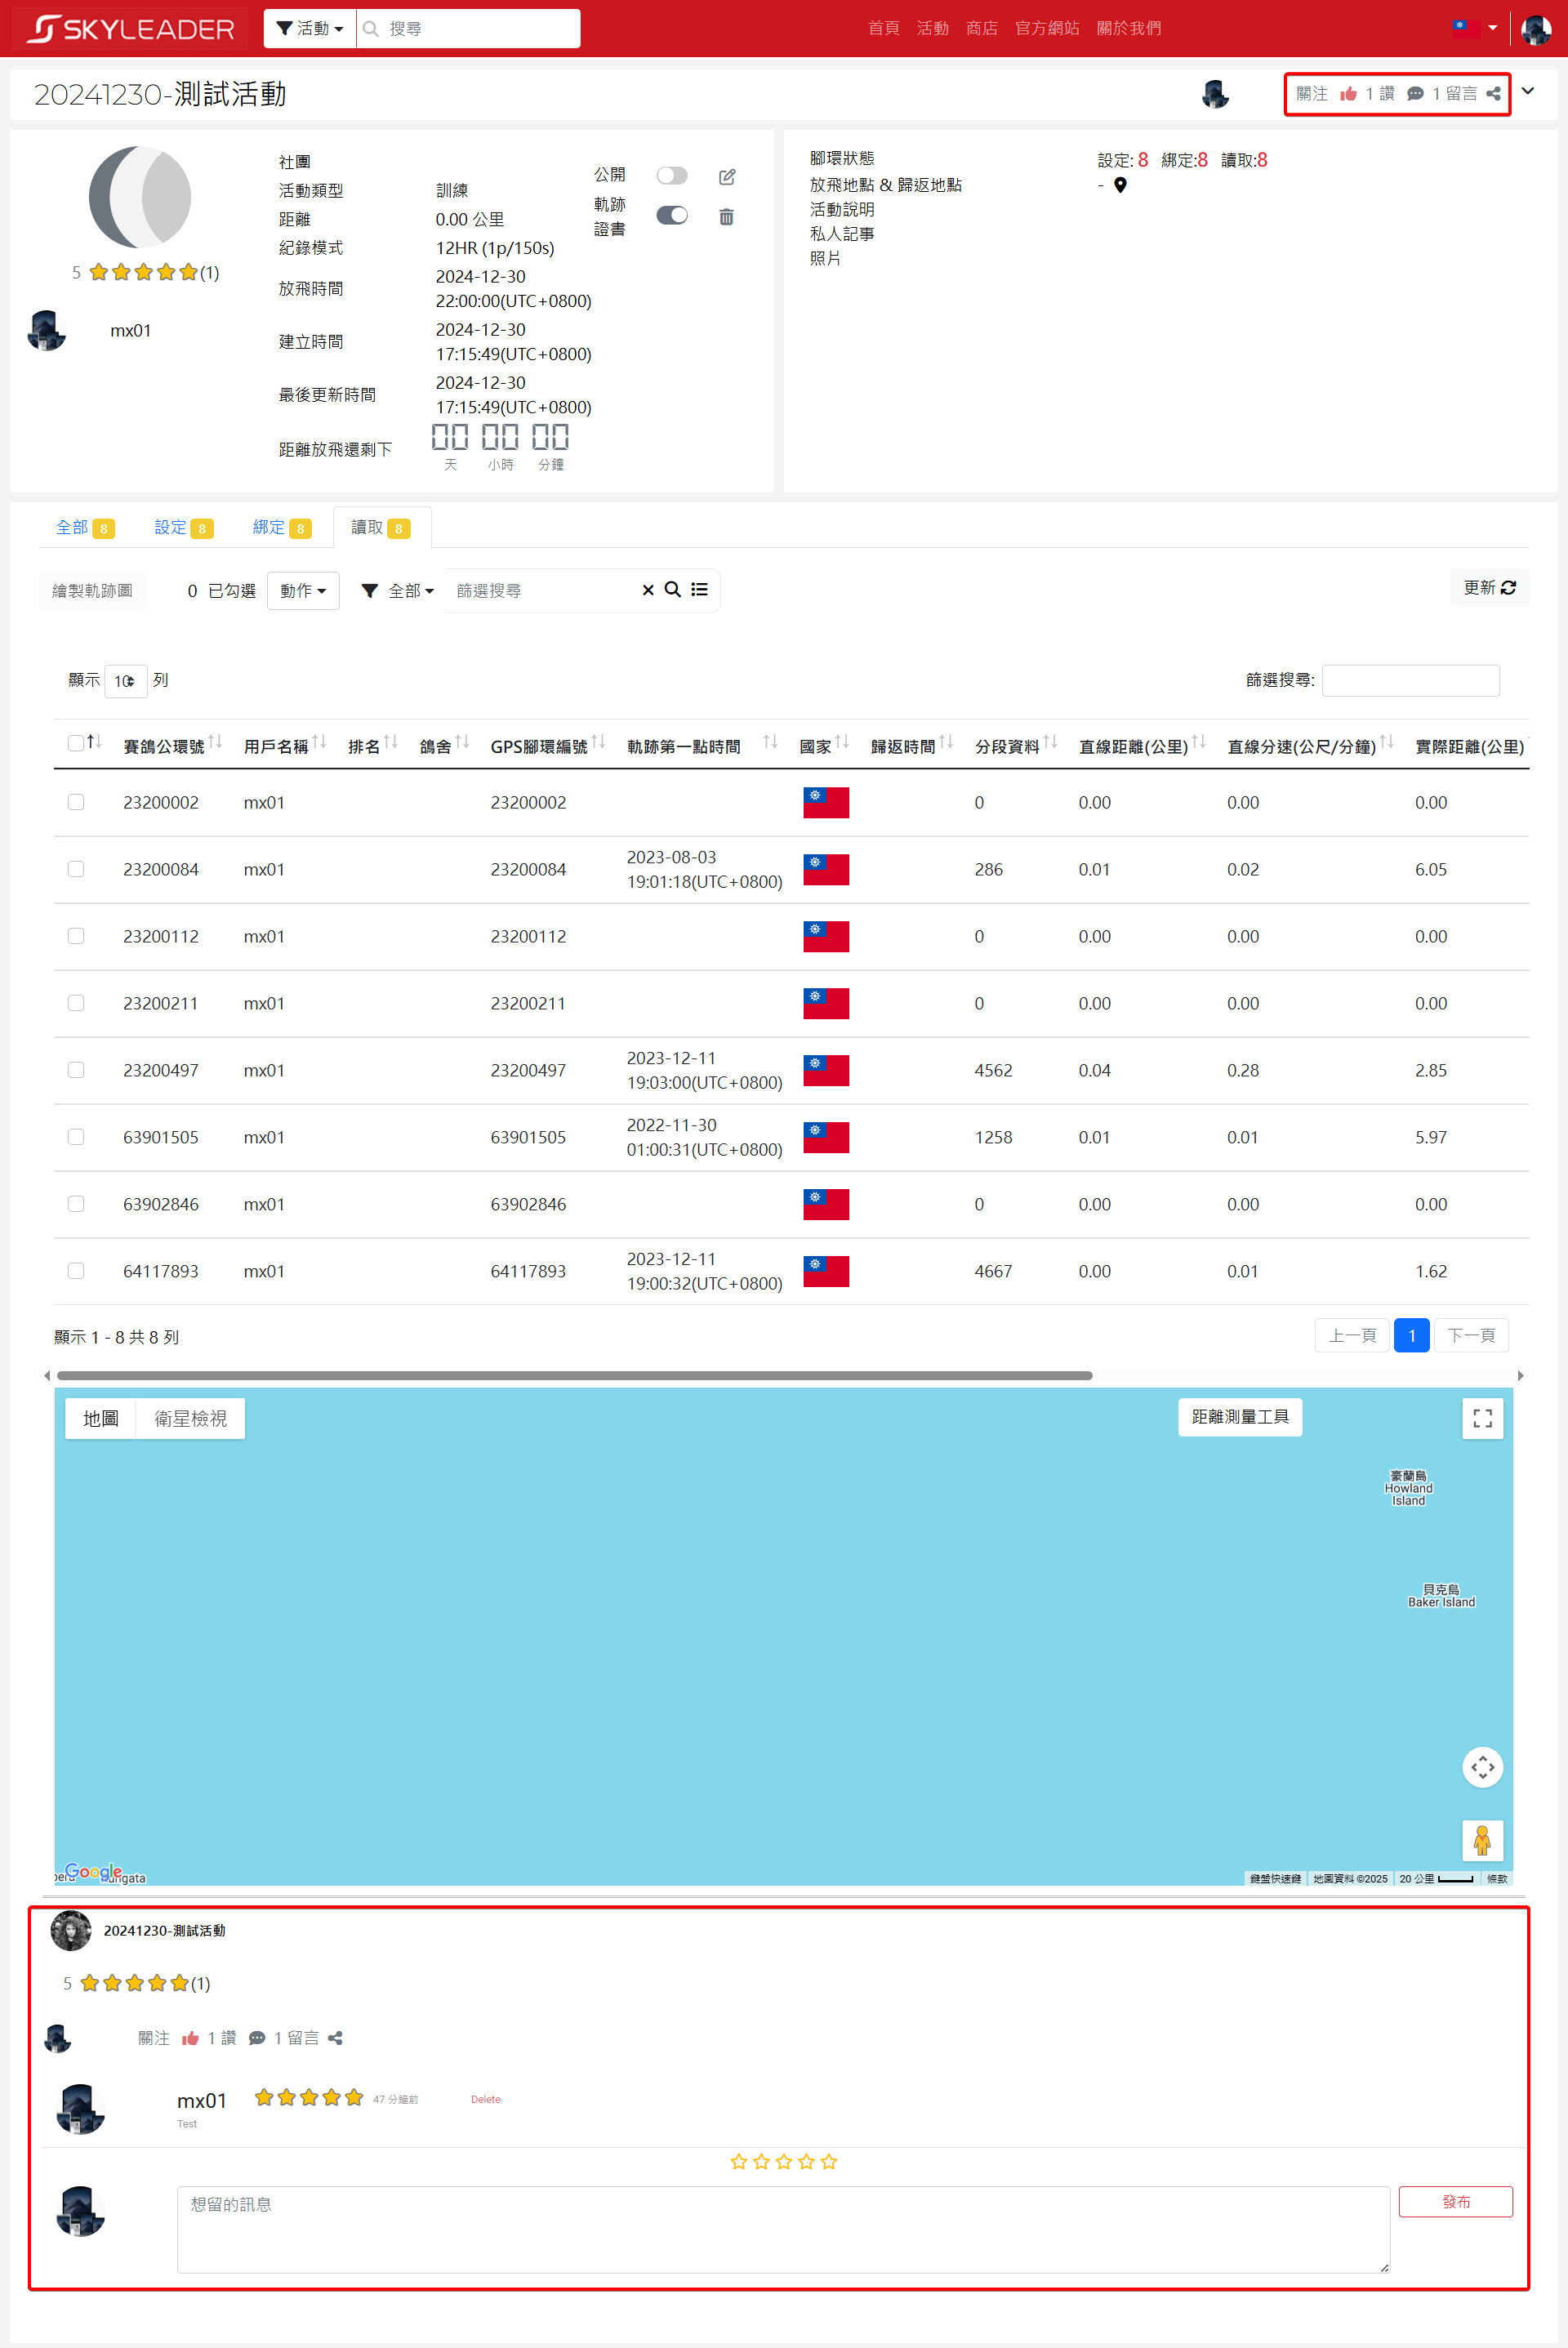 SKYLEADER
活動
搜尋
首頁 活動 商店 官方網站 關於我們
20241230-測試活動
關注 1 讚 1 留言
5 (1)
mx01
社團
活動類型 訓練
距離 0.00 公里
紀錄模式 12HR (1p/150s)
放飛時間 2024-12-30
22:00:00(UTC+0800)
建立時間 2024-12-30
17:15:49(UTC+0800)
最後更新時間 2024-12-30
17:15:49(UTC+0800)
距離放飛還剩下 00 00 00
天 小時 分鐘
公開
軌跡
證書
腳環狀態 設定: 8 綁定:8 讀取:8
放飛地點 & 歸返地點 -
活動說明
私人記事
照片
全部 8 設定 8 綁定 8 讀取 8
繪製軌跡圖 0 已勾選 動作 全部 篩選搜尋 更新
顯示 10 列 篩選搜尋:
賽鴿公環號 用戶名稱 排名 鴿舍 GPS腳環編號 軌跡第一點時間 國家 歸返時間 分段資料 直線距離(公里) 直線分速(公尺/分鐘) 實際距離(公里)
23200002 mx01 23200002 0 0.00 0.00 0.00
23200084 mx01 23200084 2023-08-03
19:01:18(UTC+0800) 286 0.01 0.02 6.05
23200112 mx01 23200112 0 0.00 0.00 0.00
23200211 mx01 23200211 0 0.00 0.00 0.00
23200497 mx01 23200497 2023-12-11
19:03:00(UTC+0800) 4562 0.04 0.28 2.85
63901505 mx01 63901505 2022-11-30
01:00:31(UTC+0800) 1258 0.01 0.01 5.97
63902846 mx01 63902846 0 0.00 0.00 0.00
64117893 mx01 64117893 2023-12-11
19:00:32(UTC+0800) 4667 0.00 0.01 1.62
顯示 1 - 8 共 8 列
上一頁 1 下一頁
地圖 衛星檢視 距離測量工具
豪蘭島
Howland
Island
貝克島
Baker Island
Google
鍵盤快速鍵 地圖資料 ©2025 20 公里 條款
20241230-測試活動
5 (1)
關注 1 讚 1 留言
mx01 47 分鐘前 Delete
Test
想留的訊息
發布